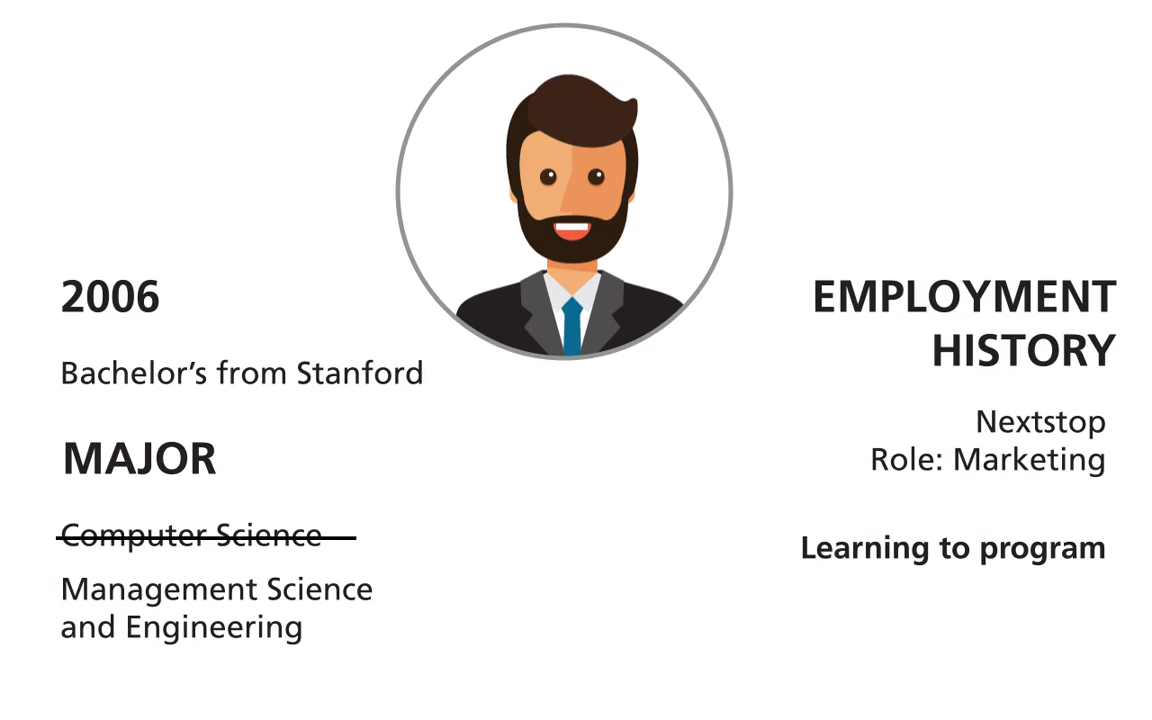 2006
Bachelor’s from Stanford
MAJOR
Computer Science
Management Science
and Engineering
EMPLOYMENT
HISTORY
Nextstop
Role: Marketing
Learning to program